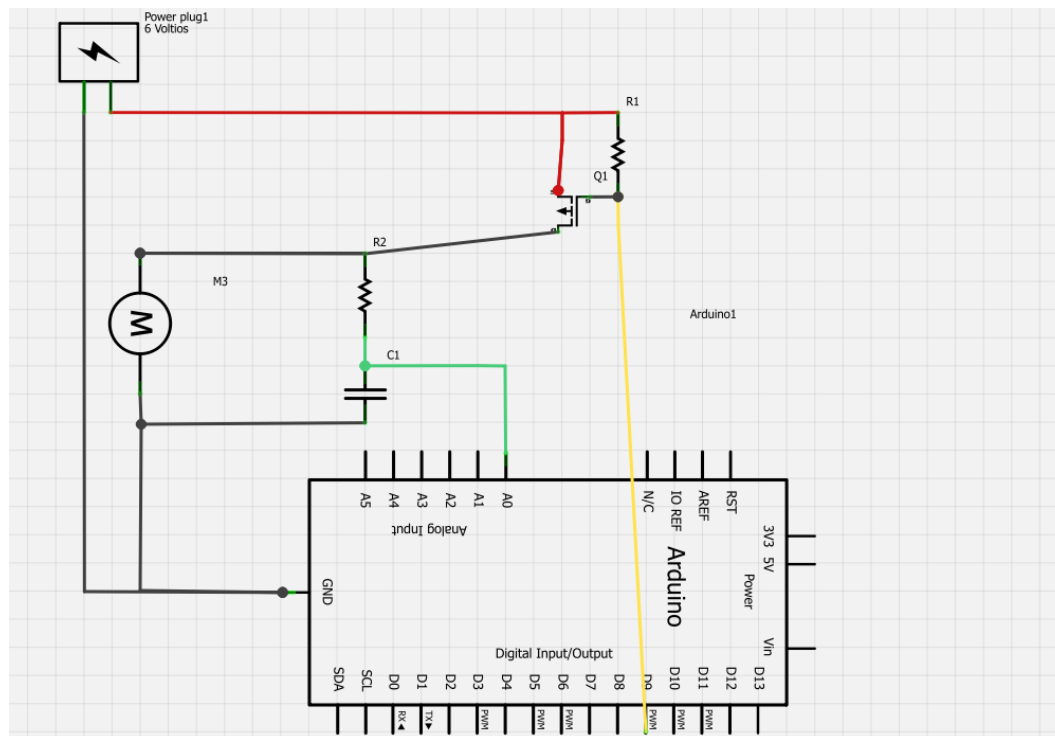 Power plug1
6 Voltios
R1
Q1
R2
M3
M
Arduino1
C1
A5
A4
A3
A2
A1
A0
N/C
IO REF
AREF
RST
Analog Input
Arduino
3V3
5V
Power
GND
Vin
Digital Input/Output
SDA
SCL
D0
D1
D2
D3
D4
D5
D6
D7
D8
D9
D10
D11
D12
D13
RX◄
TX►
PWM
PWM
PWM
PWM
PWM
PWM